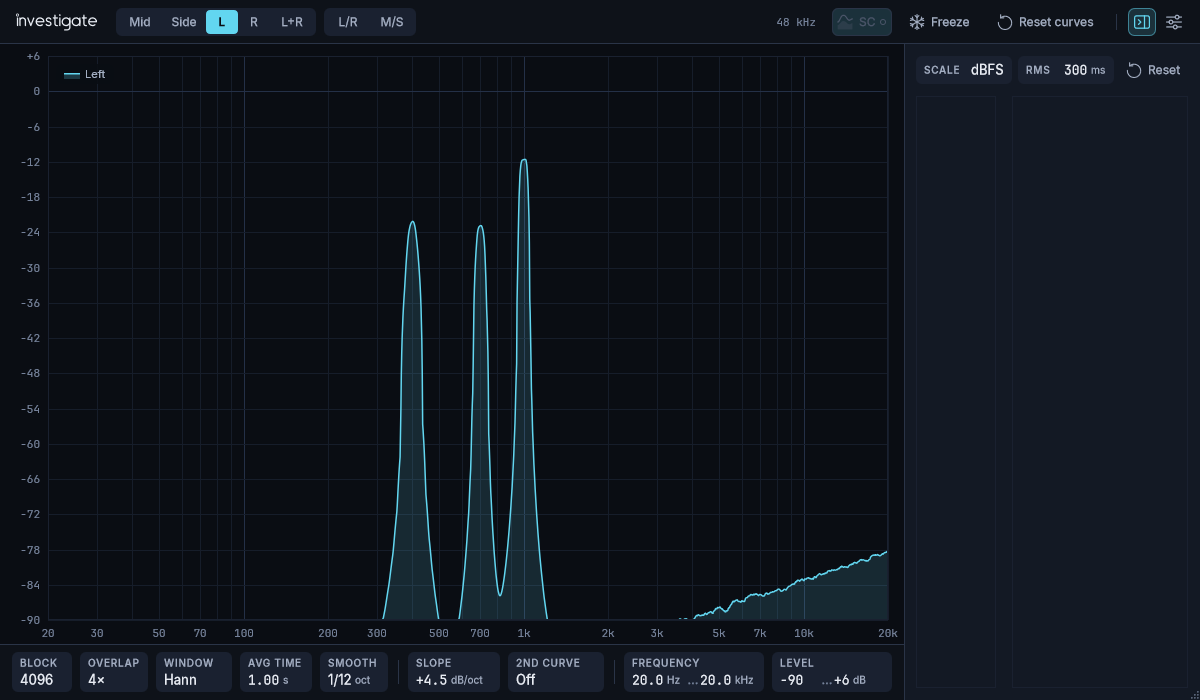 investigate
Mid Side L R L+R L/R M/S
48 kHz SC Freeze Reset curves
SCALE dBFS RMS 300 ms Reset
Left
+6
0
-6
-12
-18
-24
-30
-36
-42
-48
-54
-60
-66
-72
-78
-84
-90
20 30 50 70 100 200 300 500 700 1k 2k 3k 5k 7k 10k 20k
BLOCK OVERLAP WINDOW AVG TIME SMOOTH SLOPE 2ND CURVE FREQUENCY LEVEL
4096 4× Hann 1.00 s 1/12 oct +4.5 dB/oct Off 20.0 Hz ...20.0 kHz -90 ...+6 dB